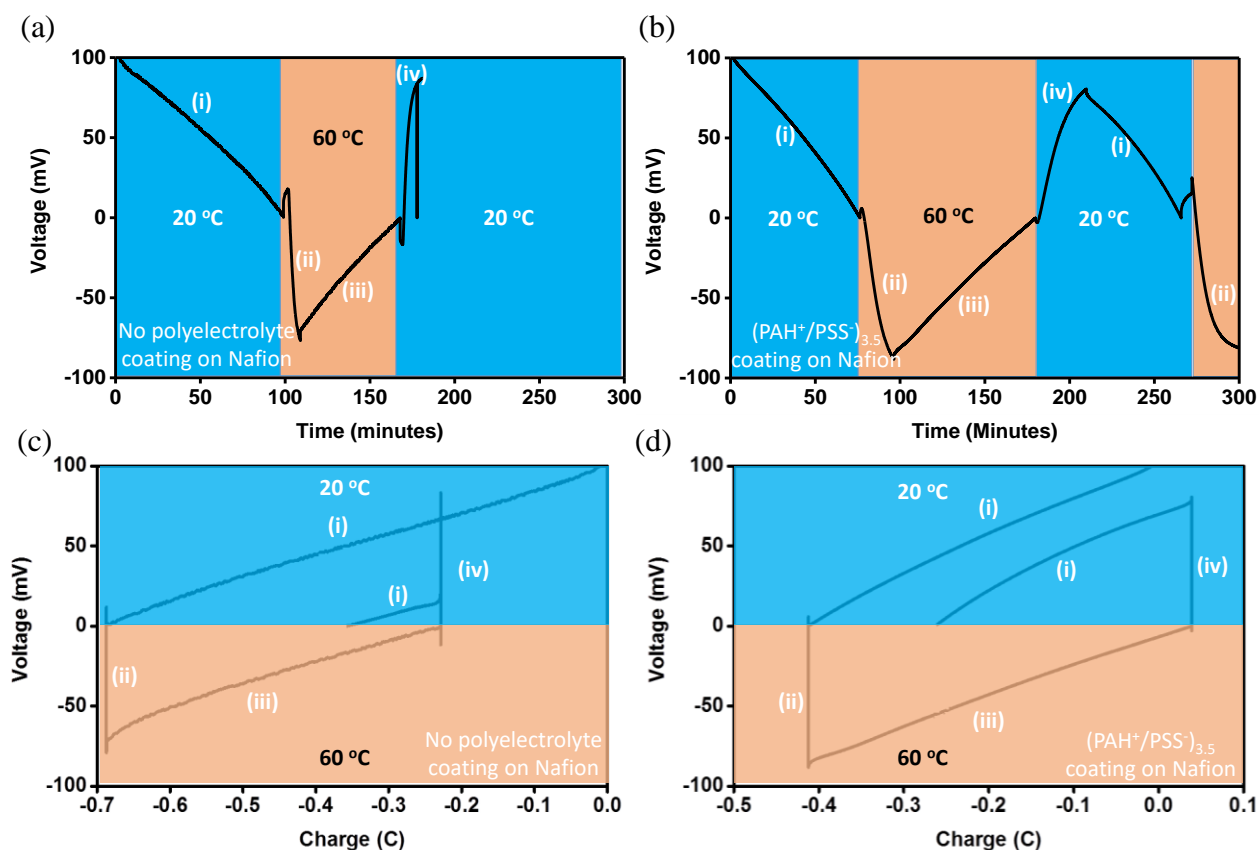 (a)
100
50
0
-50
-100
Voltage (mV)
(i)
20 °C
No polyelectrolyte
coating on Nafion
60 °C
(ii)
(iii)
(iv)
20 °C
0
50
100
150
200
250
300
Time (minutes)
(b)
100
50
0
-50
-100
Voltage (mV)
(i)
20 °C
(PAH⁺/PSS⁻)₃.₅
coating on Nafion
60 °C
(ii)
(iii)
(iv)
(i)
20 °C
(ii)
0
50
100
150
200
250
300
Time (Minutes)
(c)
100
50
0
-50
-100
Voltage (mV)
20 °C
(i)
(i)
(iv)
(ii)
(iii)
No polyelectrolyte
coating on Nafion
60 °C
-0.7
-0.6
-0.5
-0.4
-0.3
-0.2
-0.1
0.0
Charge (C)
(d)
100
50
0
-50
-100
Voltage (mV)
20 °C
(i)
(i)
(iv)
(ii)
(iii)
(PAH⁺/PSS⁻)₃.₅
coating on Nafion
60 °C
-0.5
-0.4
-0.3
-0.2
-0.1
0.0
0.1
Charge (C)